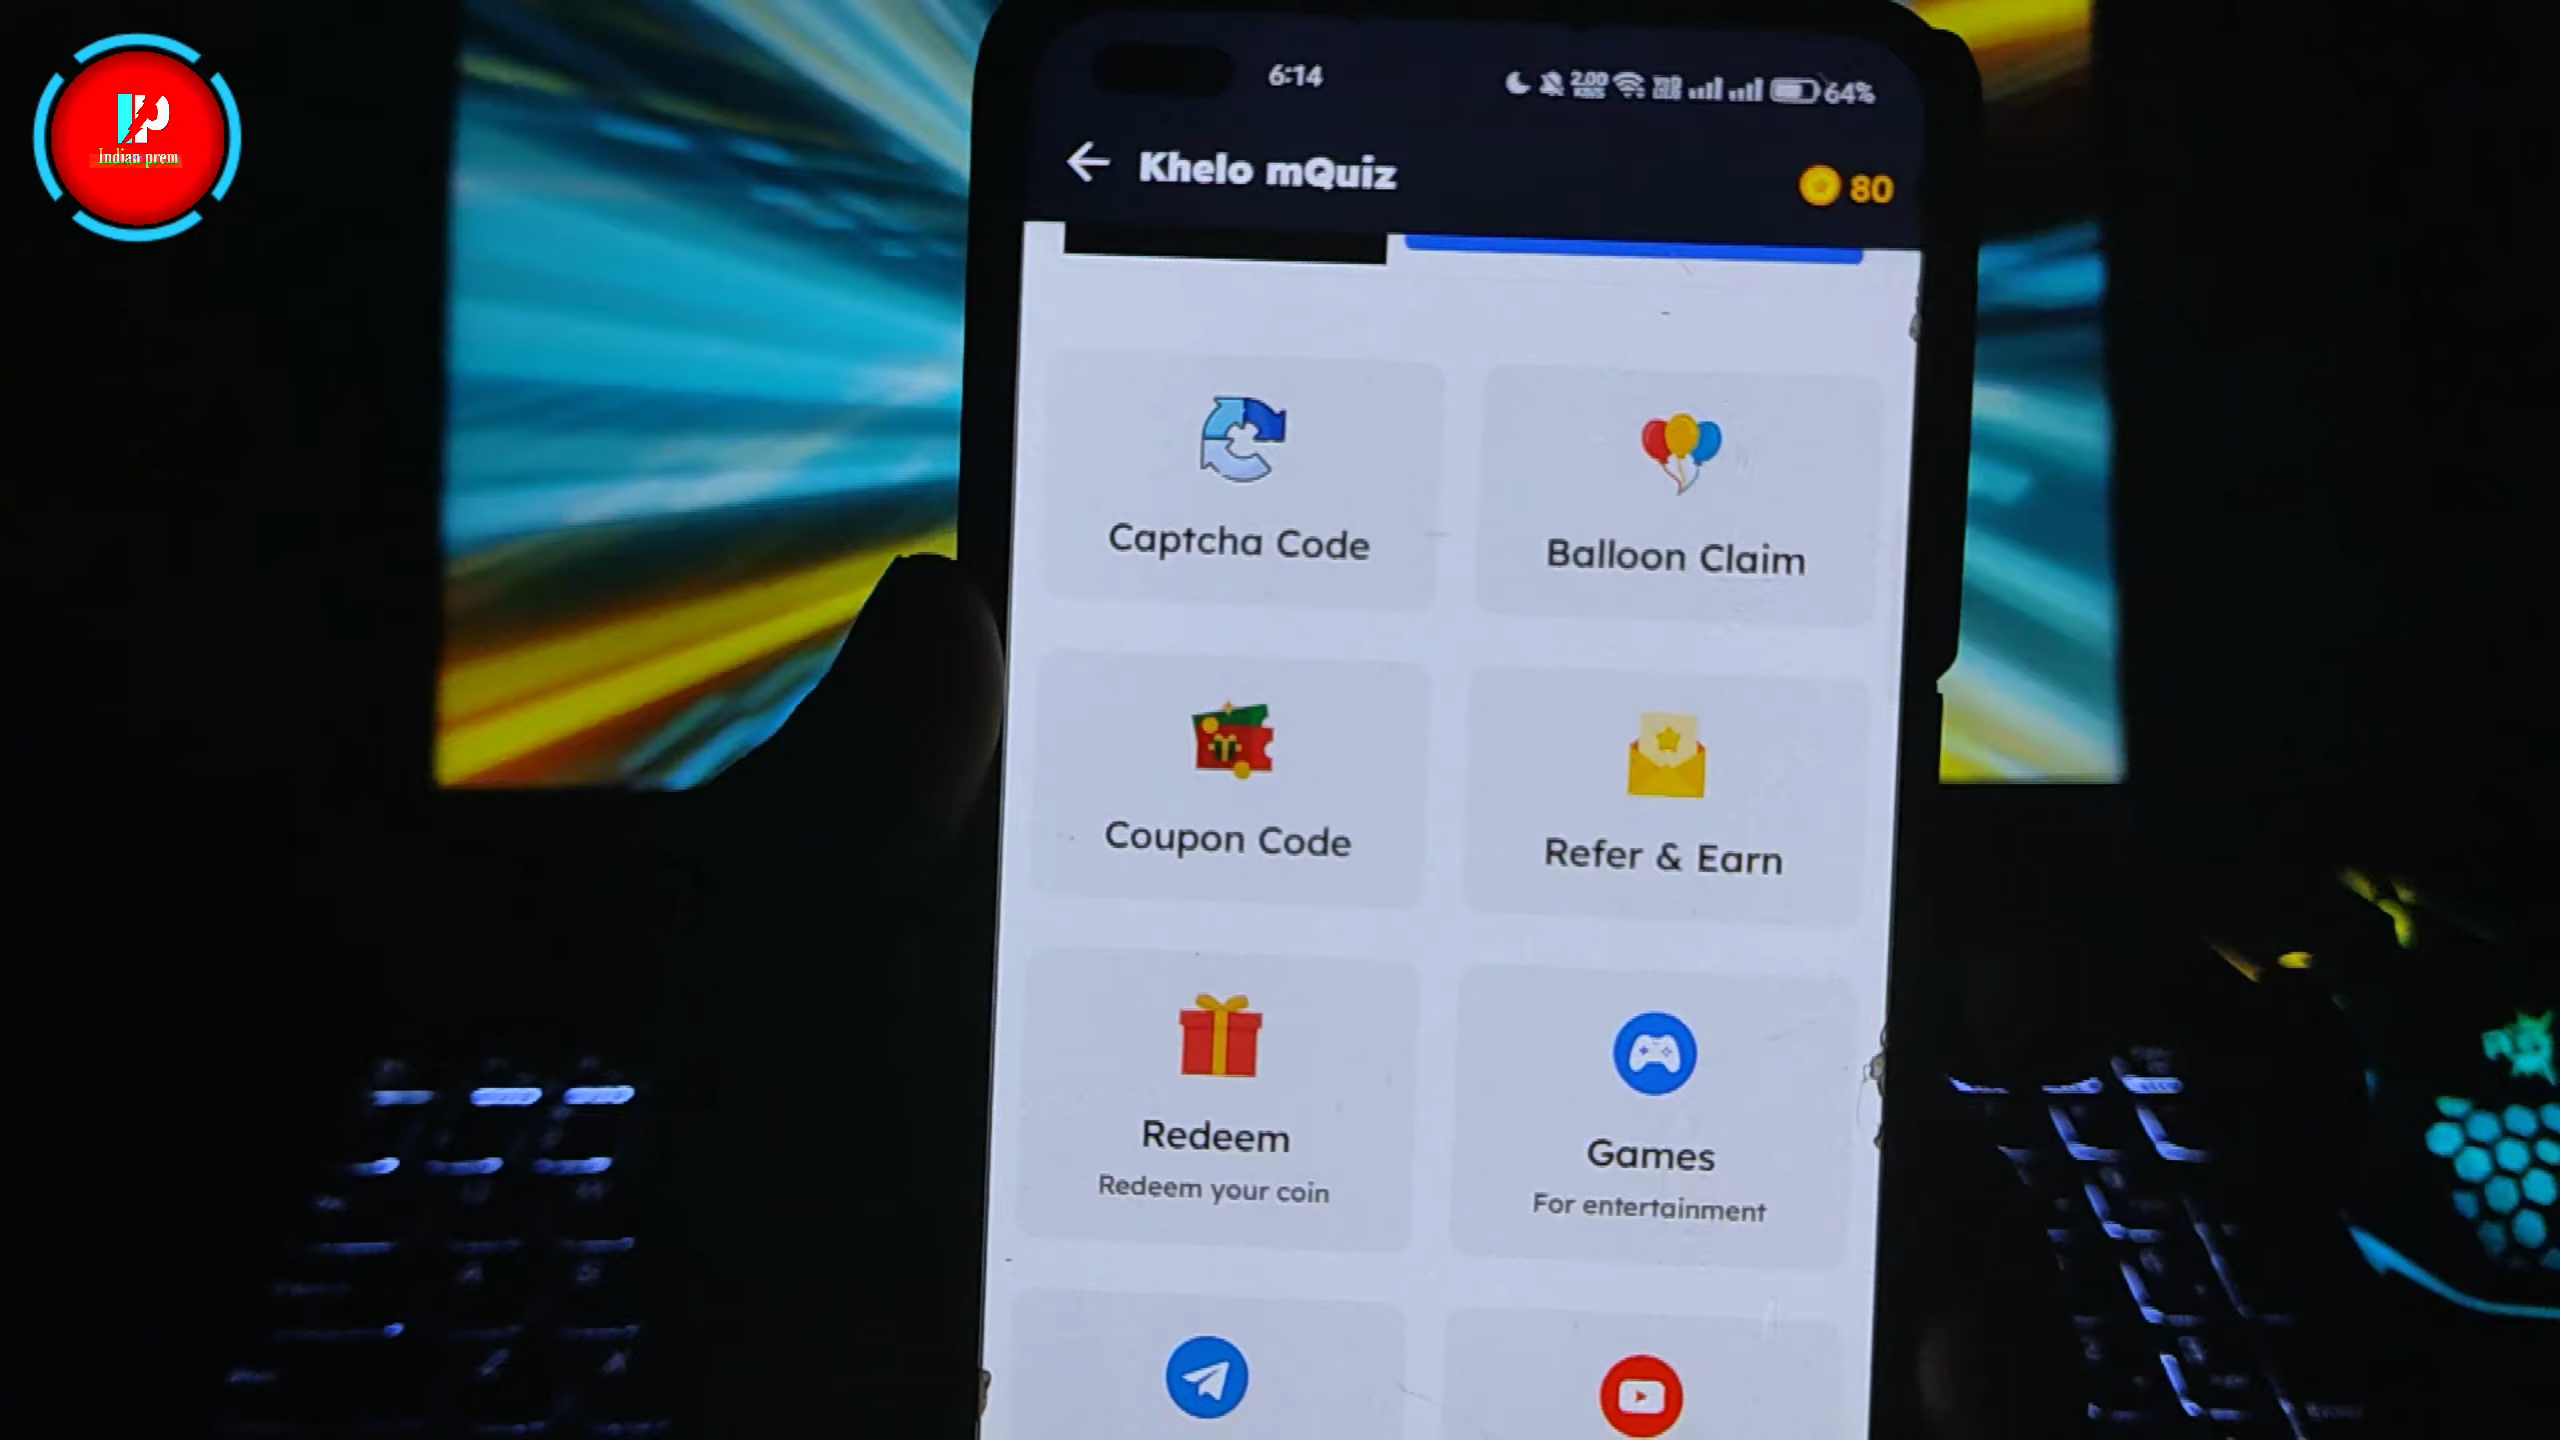 Indian prem
6:14
2.00
64%
Khelo mQuiz
80
Captcha Code
Balloon Claim
Coupon Code
Refer & Earn
Redeem
Redeem your coin
Games
For entertainment